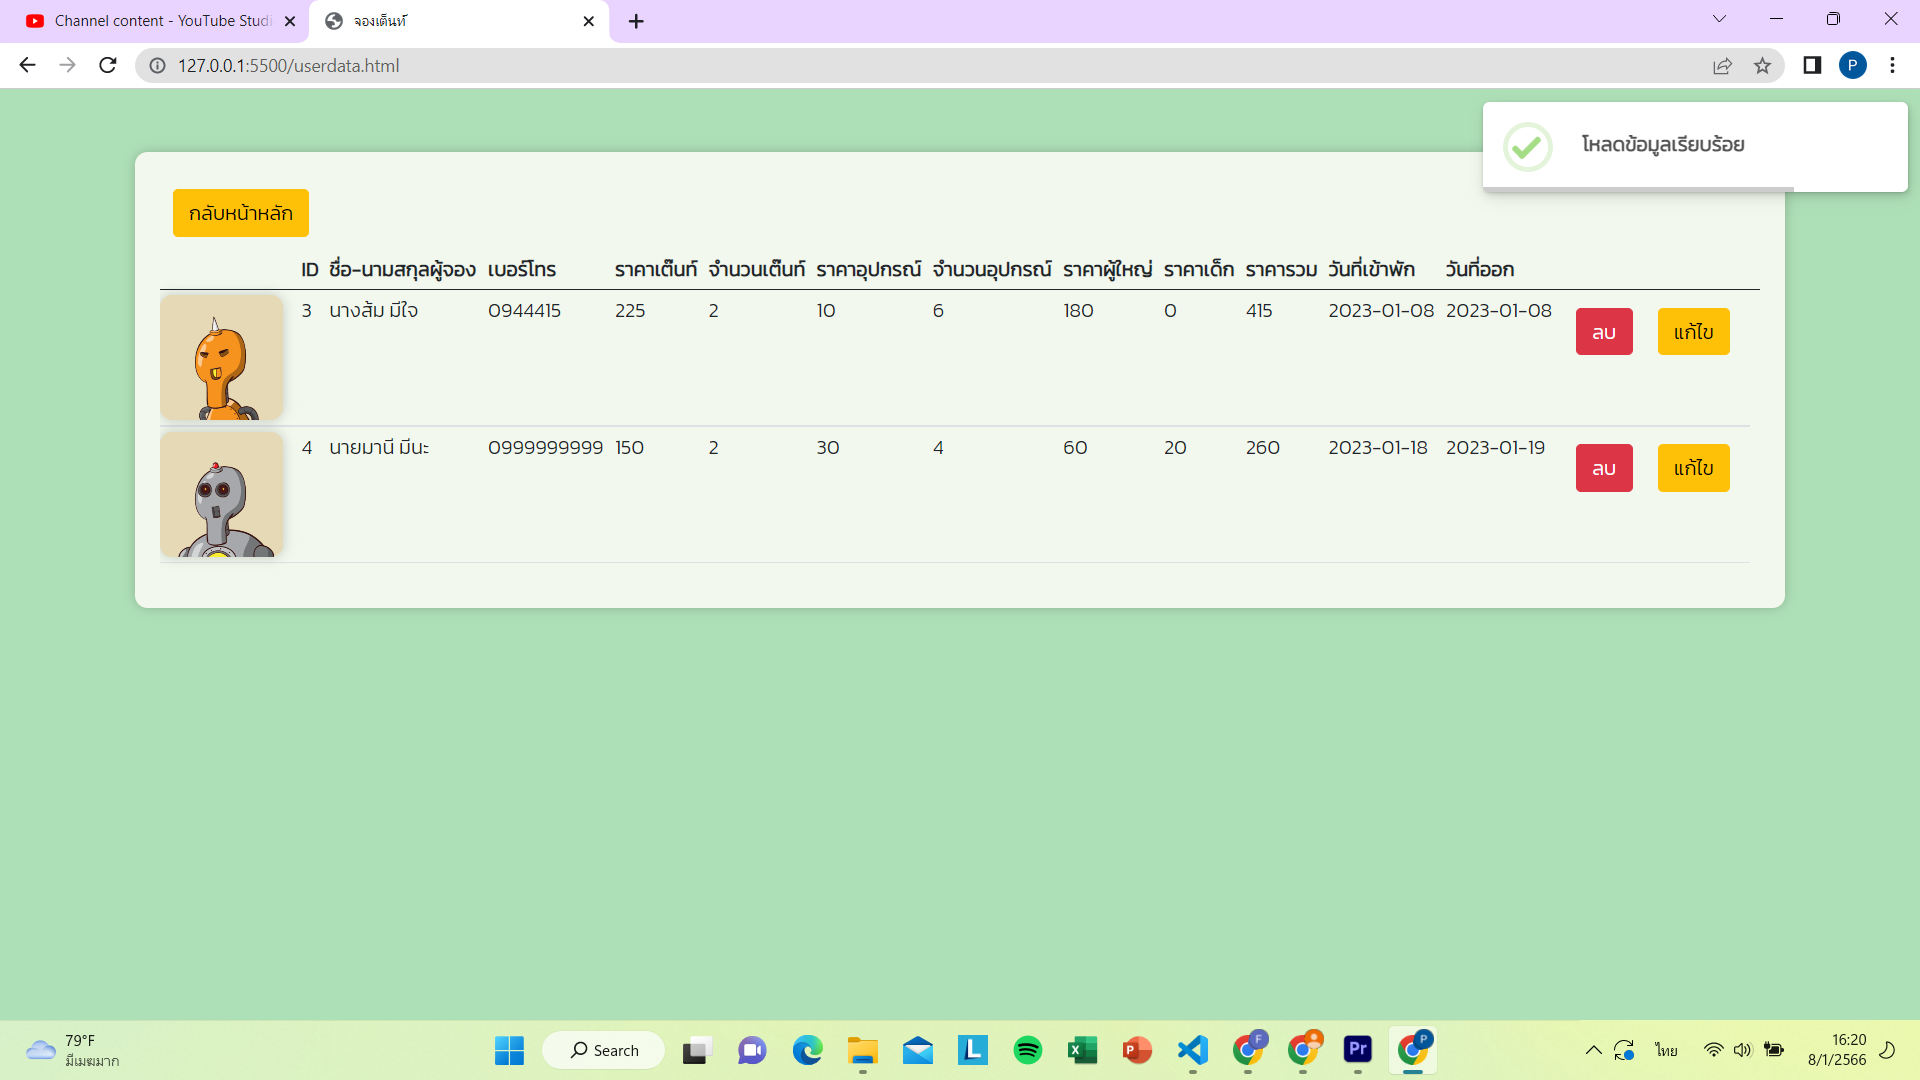 Channel content - YouTube Studi
จองเต็นท์
127.0.0.1:5500/userdata.html
P
โหลดข้อมูลเรียบร้อย
กลับหน้าหลัก
ID ชื่อ-นามสกุลผู้จอง เบอร์โทร ราคาเต๊นท์ จำนวนเต๊นท์ ราคาอุปกรณ์ จำนวนอุปกรณ์ ราคาผู้ใหญ่ ราคาเด็ก ราคารวม วันที่เข้าพัก วันที่ออก
3 นางส้ม มีใจ 0944415 225 2 10 6 180 0 415 2023-01-08 2023-01-08 ลบ แก้ไข
4 นายมานี มีนะ 0999999999 150 2 30 4 60 20 260 2023-01-18 2023-01-19 ลบ แก้ไข
79°F
มีเมฆมาก
Search
L
P
F
Pr
P
ไทย
16:20
8/1/2566